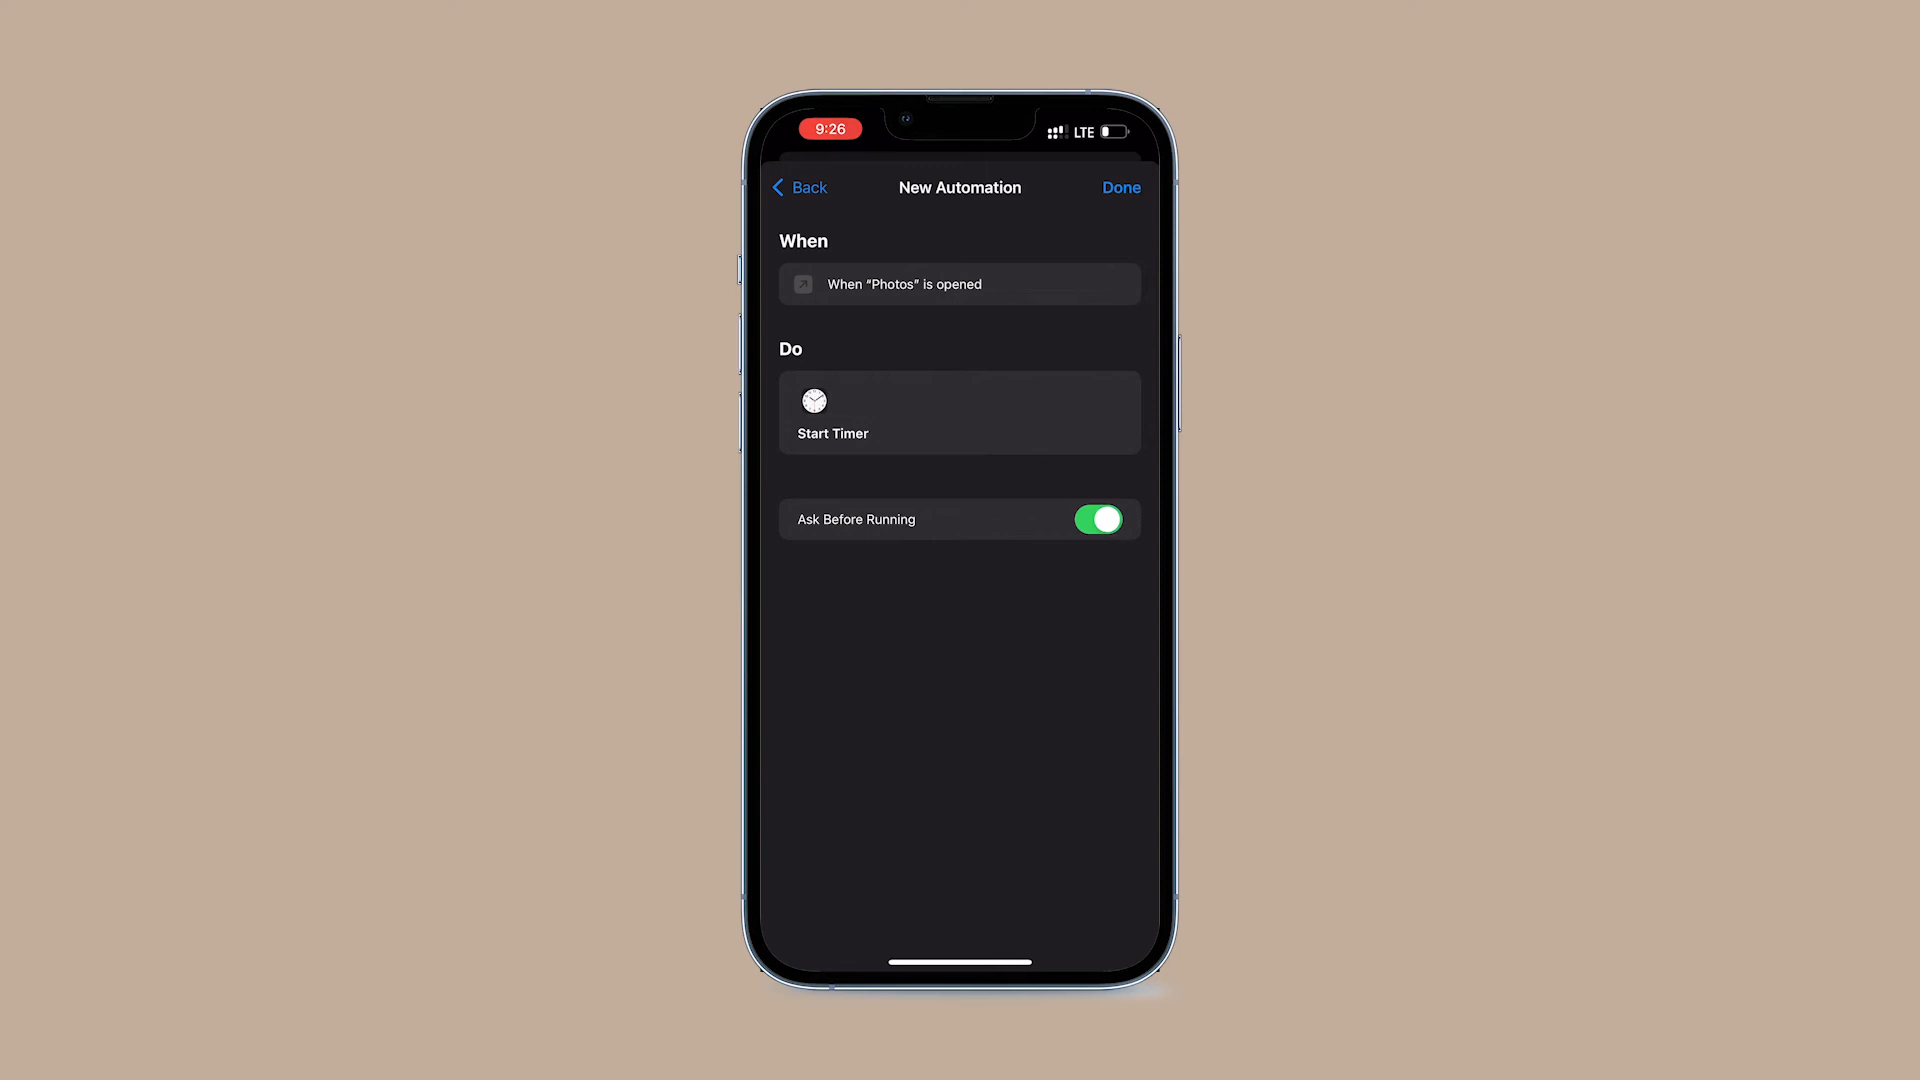 9:26
LTE
Back
New Automation
Done
When
When “Photos” is opened
Do
Start Timer
Ask Before Running